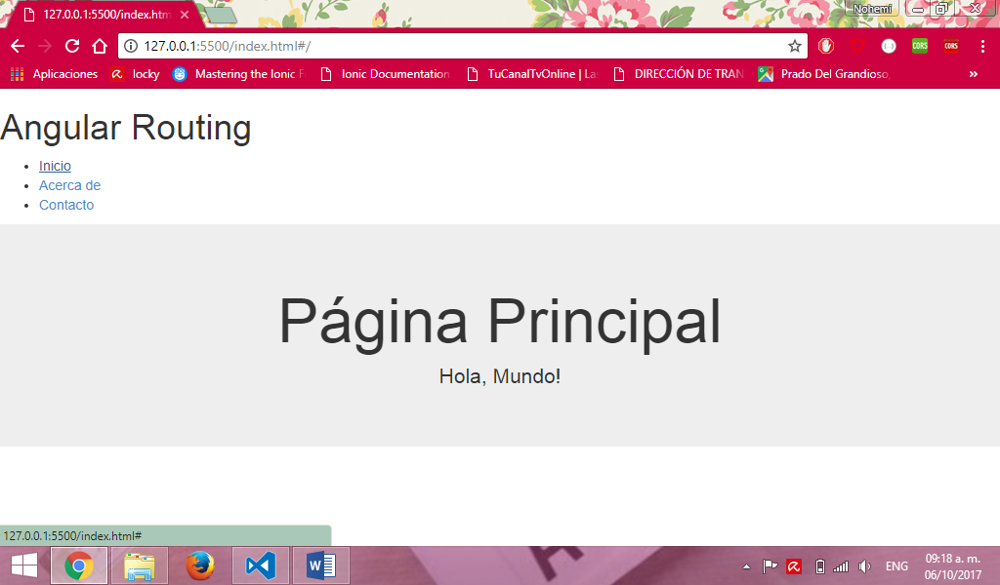 127.0.0.1:5500/index.htm
Nohemi
127.0.0.1:5500/index.html#/
Aplicaciones
locky
Mastering the Ionic F
Ionic Documentation
TuCanalTvOnline | La
DIRECCIÓN DE TRAN
Prado Del Grandioso,
»
CORS
CORS
Angular Routing
• Inicio
• Acerca de
• Contacto
Página Principal
Hola, Mundo!
127.0.0.1:5500/index.html#
ENG
09:18 a. m.
06/10/2017